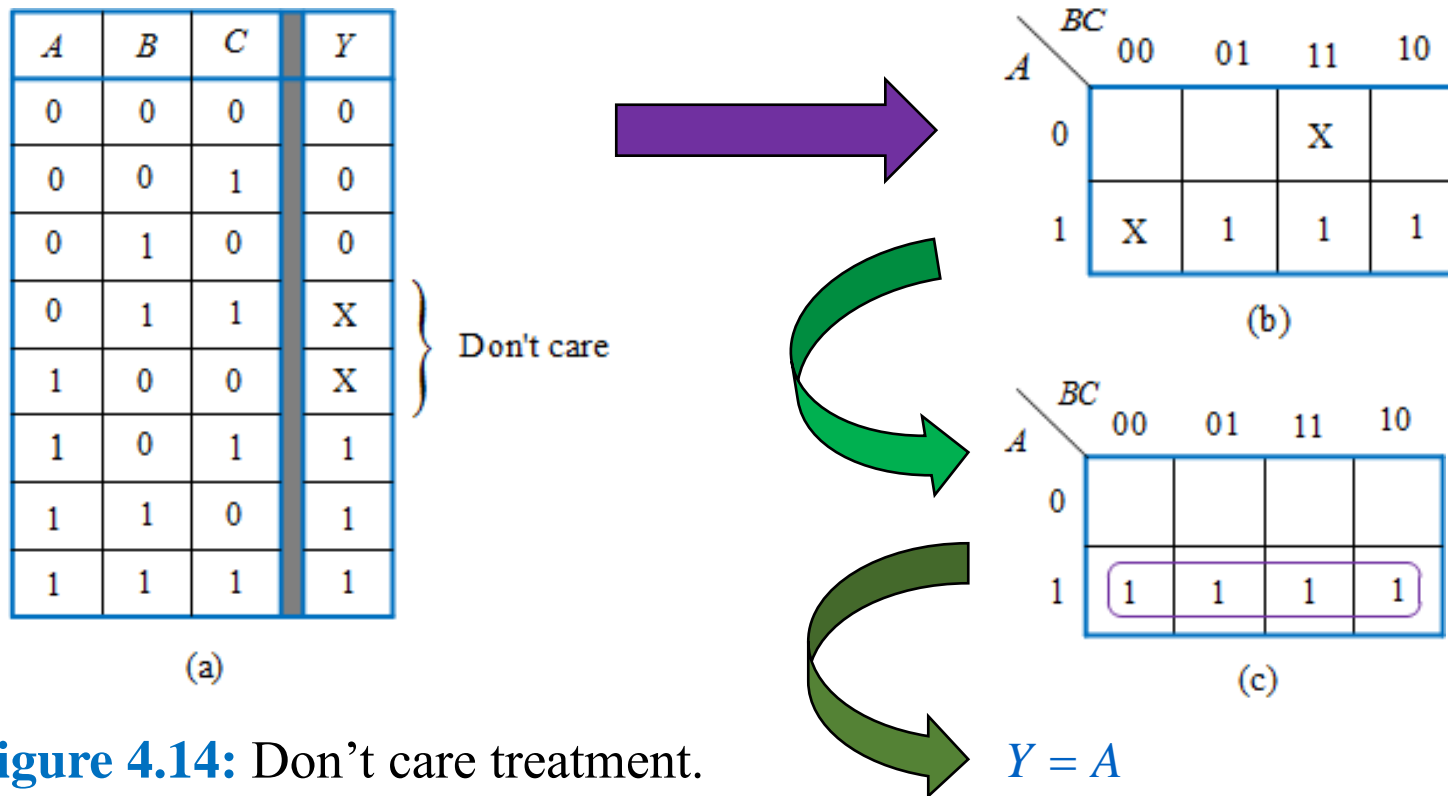 A B C Y
0 0 0 0
0 0 1 0
0 1 0 0
0 1 1 X
1 0 0 X
1 0 1 1
1 1 0 1
1 1 1 1
Don't care
(a)
BC
A 00 01 11 10
0 X
1 X 1 1 1
(b)
BC
A 00 01 11 10
0
1 1 1 1 1
(c)
igure 4.14: Don’t care treatment.
Y = A